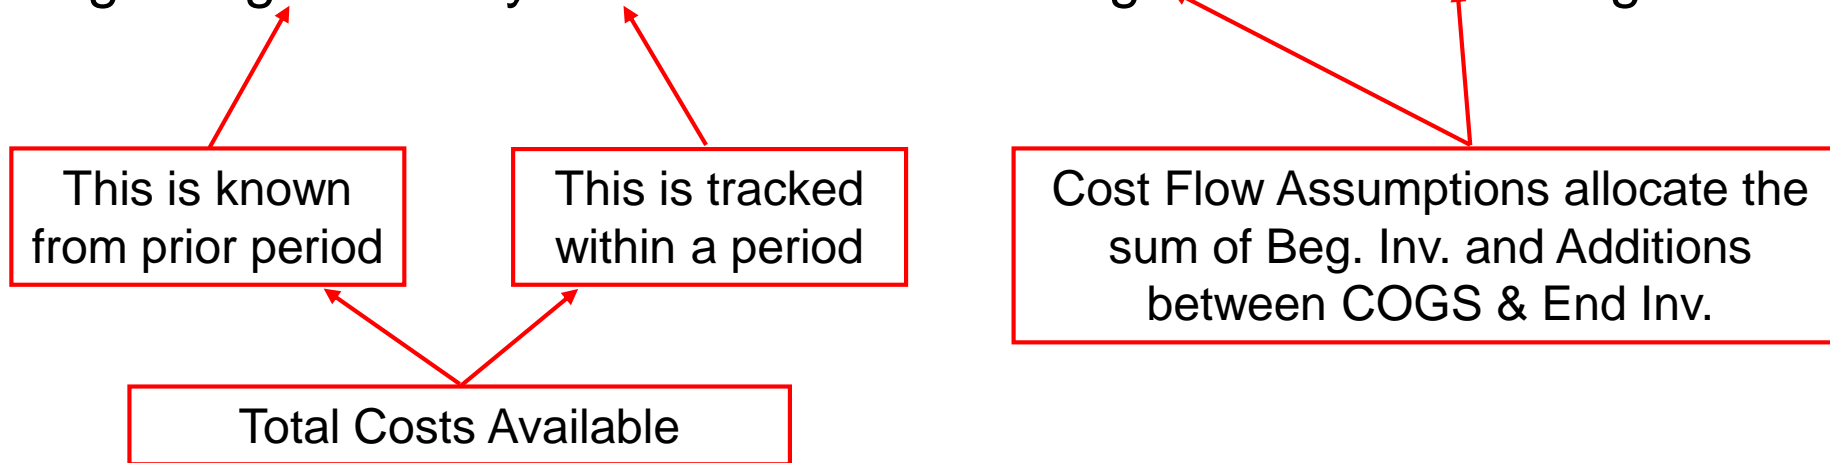 This is known
from prior period
This is tracked
within a period
Cost Flow Assumptions allocate the
sum of Beg. Inv. and Additions
between COGS & End Inv.
Total Costs Available